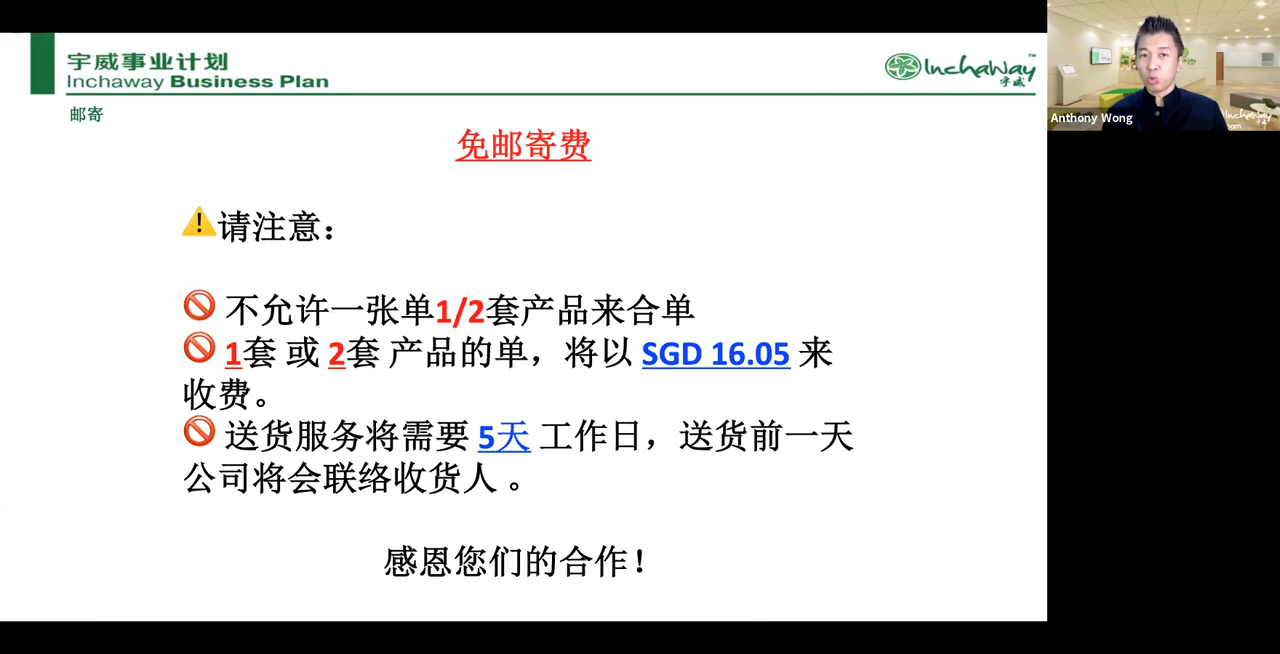 宇威事业计划
Inchaway Business Plan
Inchaway™
宇威
邮寄
免邮寄费
请注意：
不允许一张单1/2套产品来合单
1套 或 2套 产品的单，将以 SGD 16.05 来
收费。
送货服务将需要 5天 工作日，送货前一天
公司将会联络收货人 。
感恩您们的合作！
Anthony Wong
Inchaway